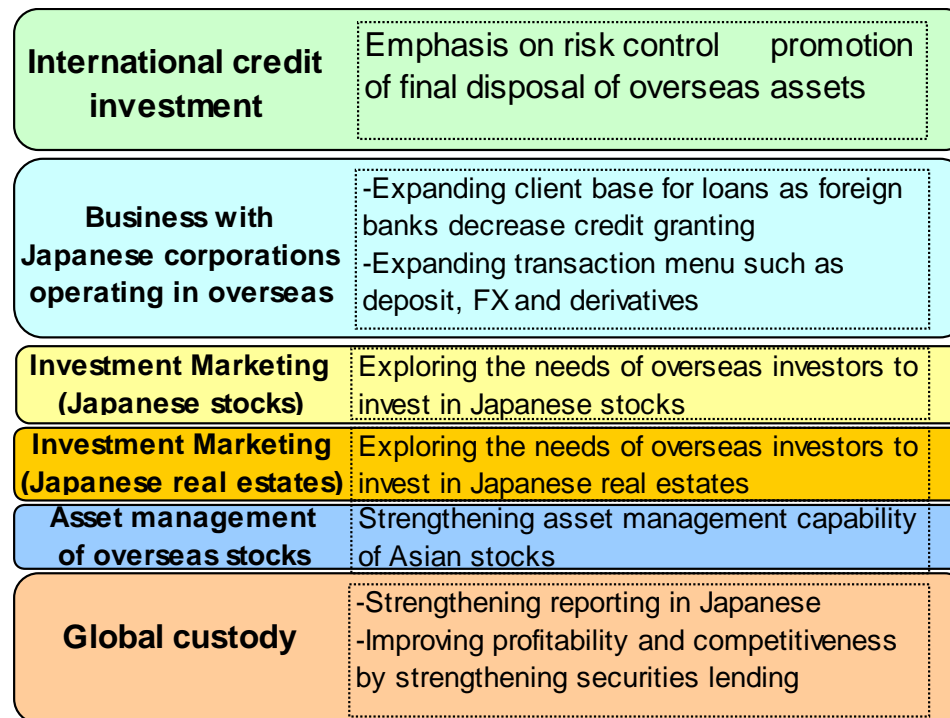 International credit
investment
Emphasis on risk control promotion
of final disposal of overseas assets
Business with
Japanese corporations
operating in overseas
-Expanding client base for loans as foreign
banks decrease credit granting
-Expanding transaction menu such as
deposit, FX and derivatives
Investment Marketing
(Japanese stocks)
Exploring the needs of overseas investors to
invest in Japanese stocks
Investment Marketing
(Japanese real estates)
Exploring the needs of overseas investors to
invest in Japanese real estates
Asset management
of overseas stocks
Strengthening asset management capability
of Asian stocks
Global custody
-Strengthening reporting in Japanese
-Improving profitability and competitiveness
by strengthening securities lending